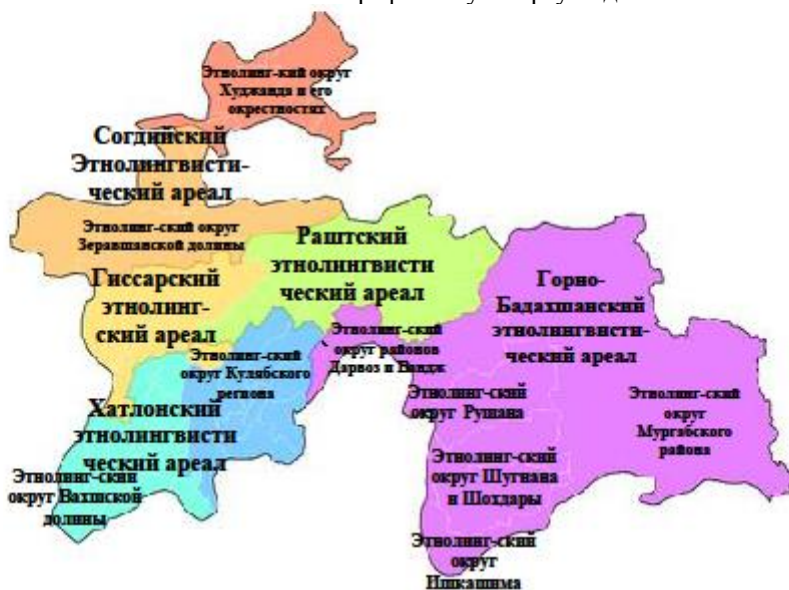 Этнолинг-кий округ
Худжанда и его
окрестностях
Согдийский
Этнолингвисти-
ческий ареал
Этнолинг-ский округ
Зеравшанской долины
Раштский
этнолингвисти
ческий ареал
Гиссарский
этнолинг-
ский ареал
Горно-
Бадахшанский
этнолингвисти-
ческий ареал
Этнолинг-ский
округ районов
Дарвоз и Вандж
Этнолинг-ский
округ Кулябского
региона
Этнолинг-ский
округ Рушана
Этнолинг-ский
округ
Мургабского
района
Хатлонский
этнолингвисти
ческий ареал
Этнолинг-ский
округ Шугнана
и Шохдары
Этнолинг-ский
округ Вахшской
долины
Этнолинг-ский
округ
Ишкашима